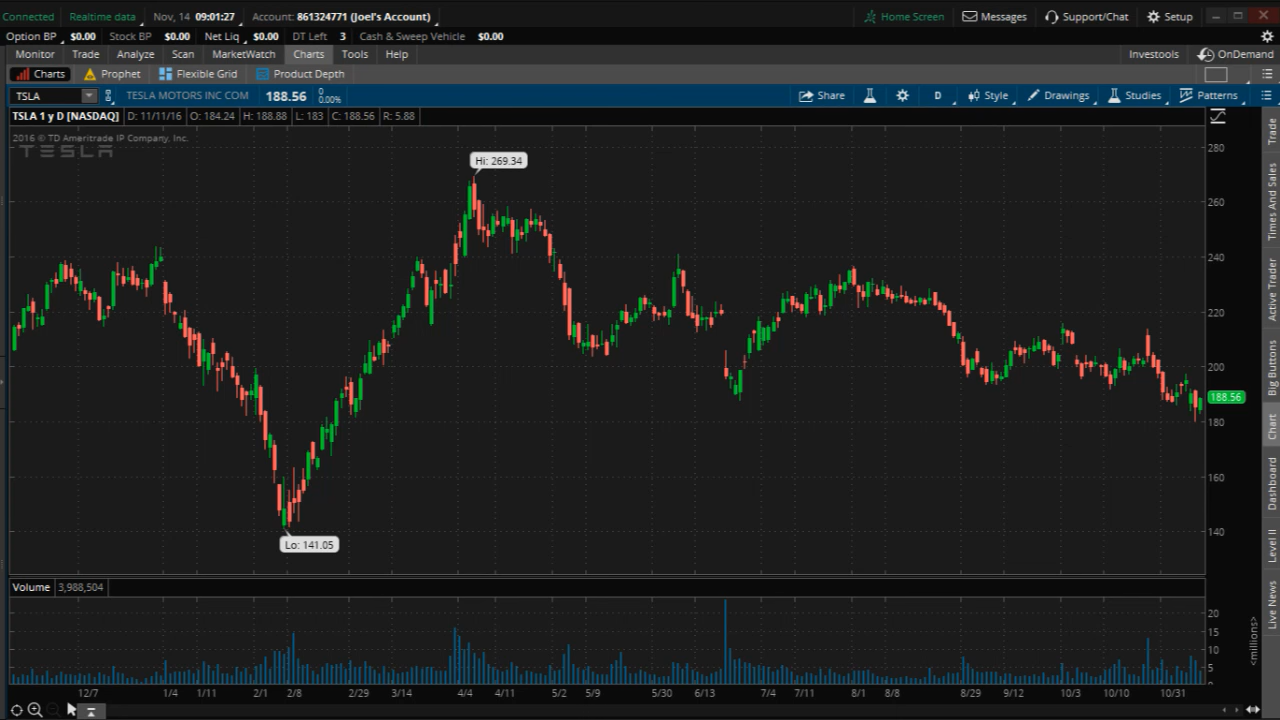 Connected Realtime data Nov, 14 09:01:27 Account: 861324771 (Joel's Account) Home Screen Messages Support/Chat Setup
Option BP $0.00 Stock BP $0.00 Net Liq $0.00 DT Left 3 Cash & Sweep Vehicle $0.00
Monitor Trade Analyze Scan MarketWatch Charts Tools Help Investools OnDemand
Charts Prophet Flexible Grid Product Depth
TSLA TESLA MOTORS INC COM 188.56 0 0.00% Share D Style Drawings Studies Patterns
TSLA 1 y D [NASDAQ] D: 11/11/16 O: 184.24 H: 188.88 L: 183 C: 188.56 R: 5.88
2016 © TD Ameritrade IP Company, Inc.
TESLA
Hi: 269.34
Lo: 141.05
280
260
240
220
200
188.56
180
160
140
Volume 3,988,504
20
15
10
5
0
<millions>
12/7 1/4 1/11 2/1 2/8 2/29 3/14 4/4 4/11 5/2 5/9 5/30 6/13 7/4 7/11 8/1 8/8 8/29 9/12 10/3 10/10 10/31
Trade
Times And Sales
Active Trader
Big Buttons
Chart
Dashboard
Level II
Live News